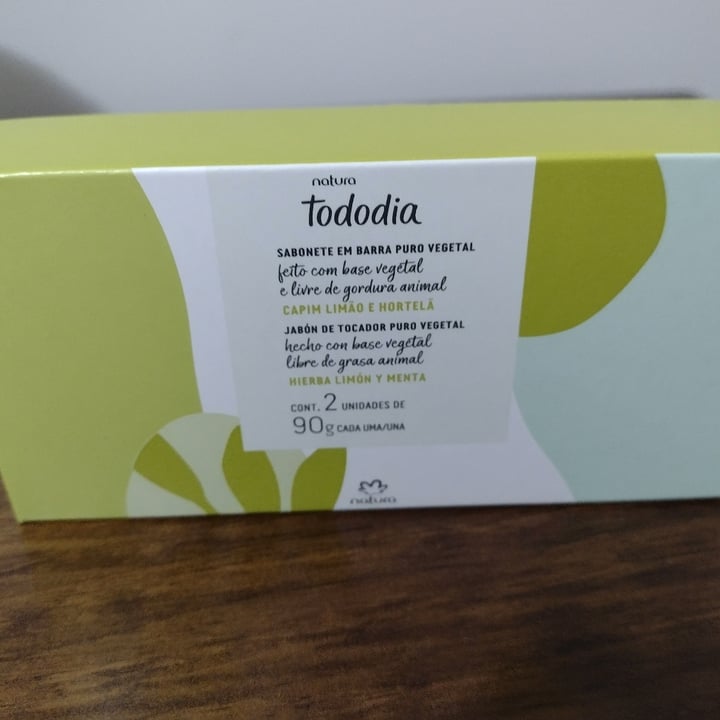 natura
Tododia
SABONETE EM BARRA PURO VEGETAL
feito com base vegetal
e livre de gordura animal
CAPIM LIMÃO E HORTELÃ
JABÓN DE TOCADOR PURO VEGETAL
hecho con base vegetal
libre de grasa animal
HIERBA LIMÓN Y MENTA
CONT. 2 UNIDADES DE
90g CADA UMA/UNA
natura